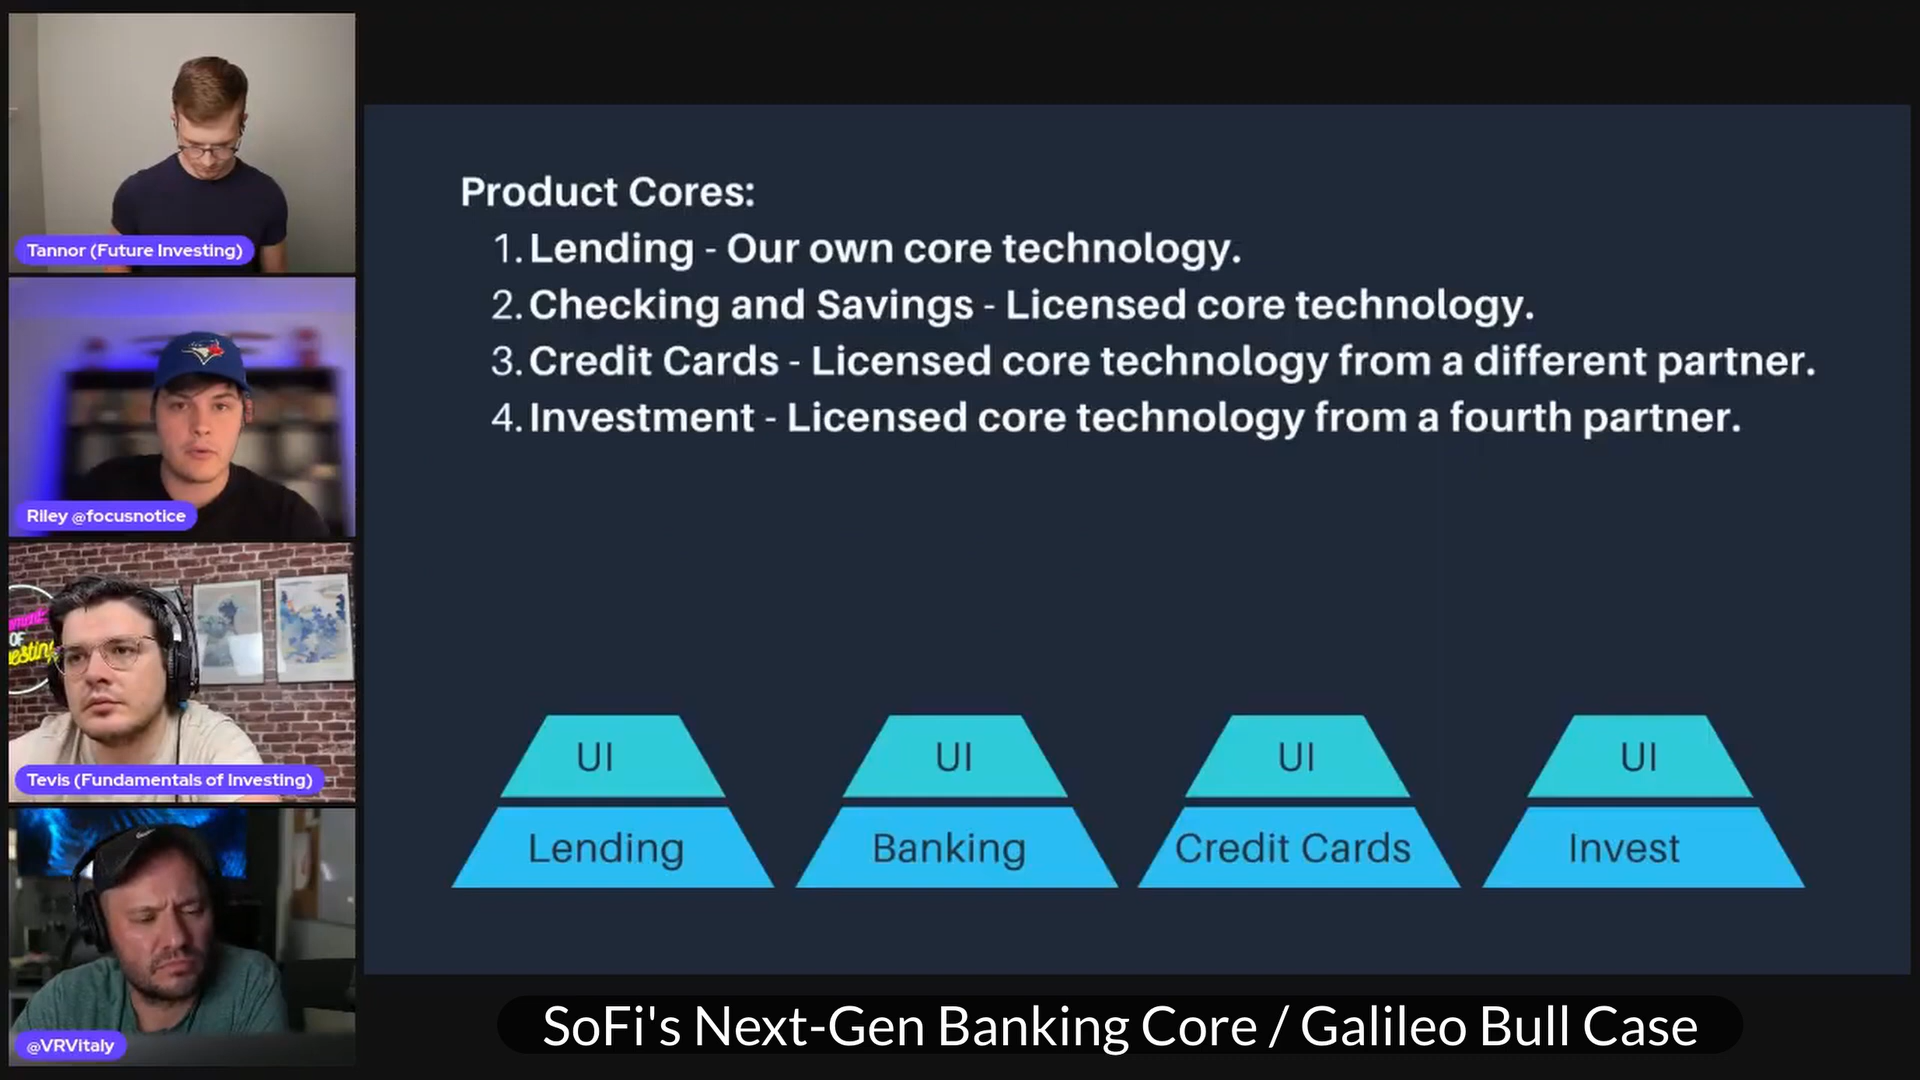 Tannor (Future Investing)
Riley @focusnotice
OF
Tevis (Fundamentals of Investing)
@VRVitaly
Product Cores:
1. Lending - Our own core technology.
2. Checking and Savings - Licensed core technology.
3. Credit Cards - Licensed core technology from a different partner.
4. Investment - Licensed core technology from a fourth partner.
UI UI UI UI
Lending Banking Credit Cards Invest
SoFi's Next-Gen Banking Core / Galileo Bull Case